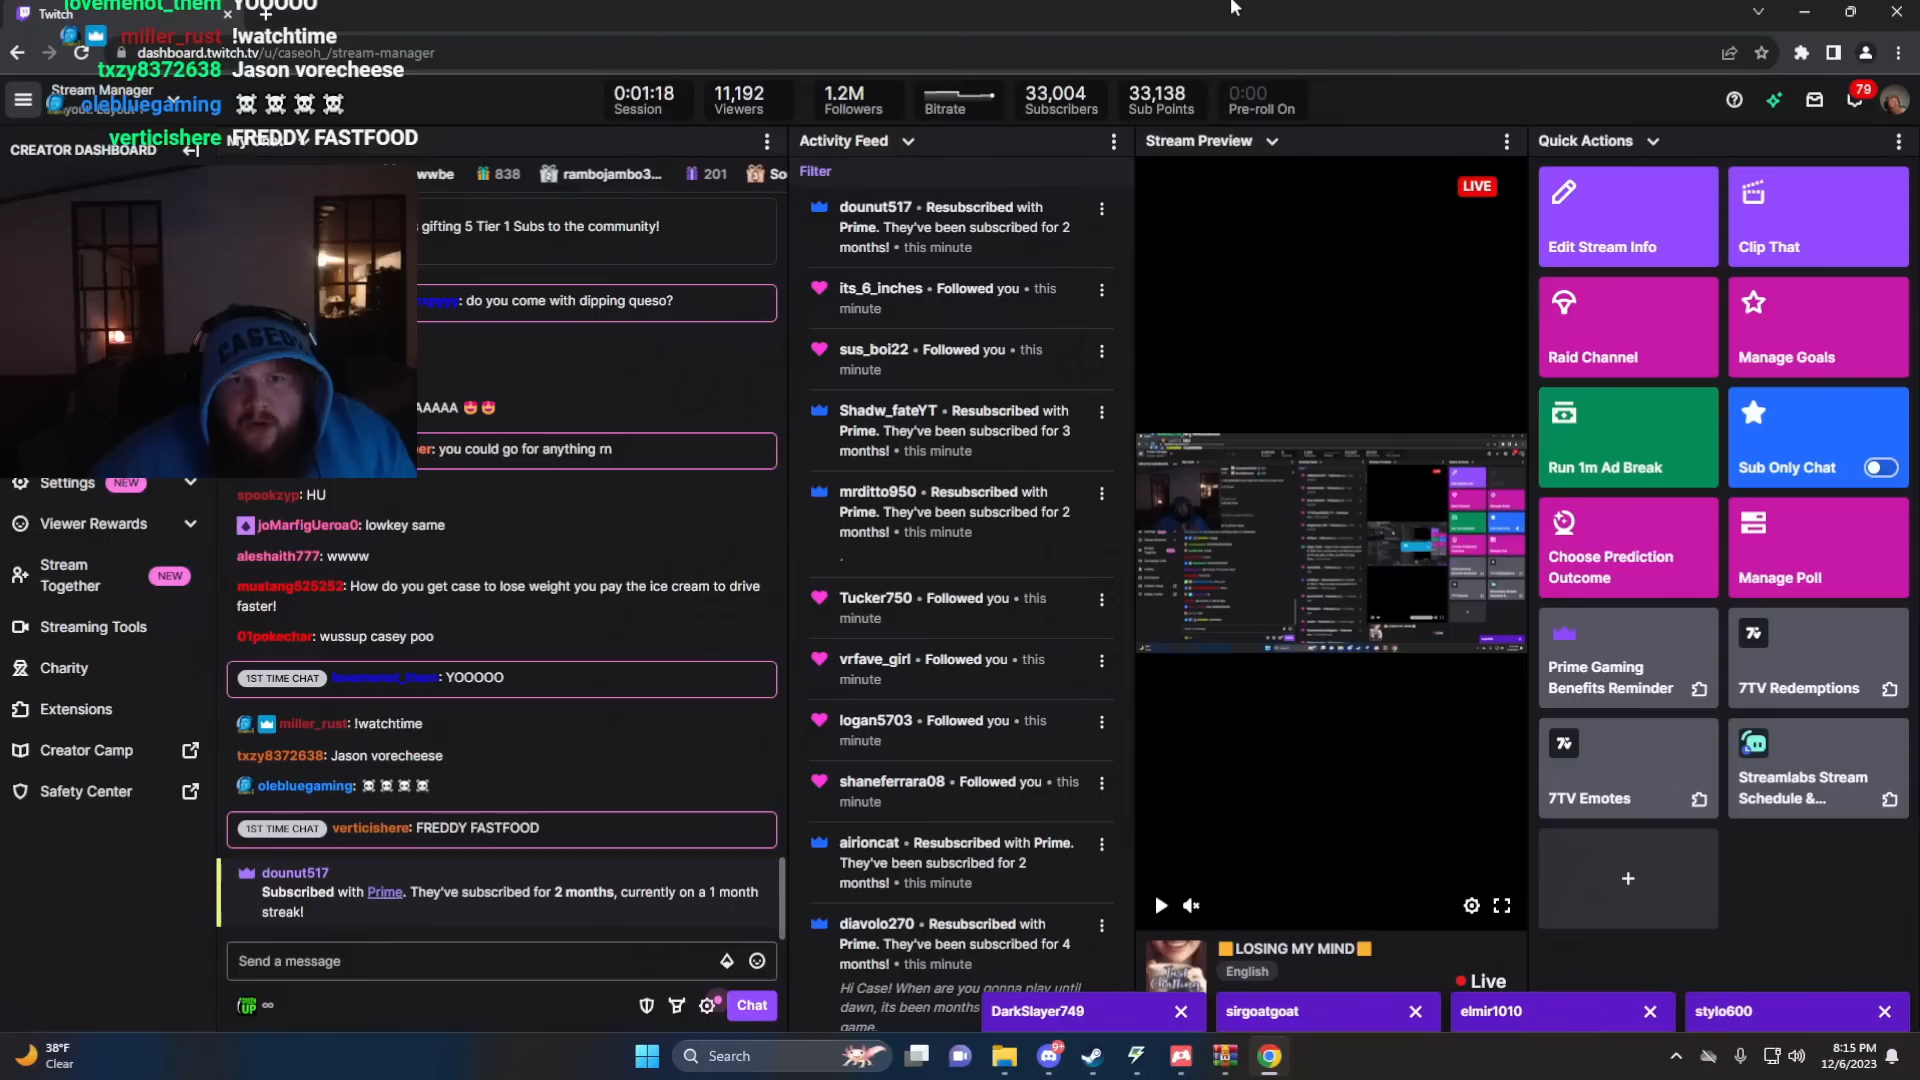 lovemenot_them YOOOOO
Twitch
miller_rust !watchtime
dashboard.twitch.tv/u/caseoh_/stream-manager
txzy8372638 Jason vorecheese
Stream Manager
olebluegaming ☠ ☠ ☠ ☠
verticishere FREDDY FASTFOOD
CREATOR DASHBOARD
0:01:18
Session
11,192
Viewers
1.2M
Followers
Bitrate
33,004
Subscribers
33,138
Sub Points
0:00
Pre-roll On
79
Settings NEW
Viewer Rewards
Stream
Together NEW
Streaming Tools
Charity
Extensions
Creator Camp
Safety Center
wwbe 838 rambojambo3... 201 So
gifting 5 Tier 1 Subs to the community!
: do you come with dipping queso?
AAAAA 😍😍
er: you could go for anything rn
spookzyp: HU
joMarfigUeroa0: lowkey same
aleshaith777: wwww
mustang525252: How do you get case to lose weight you pay the ice cream to drive
faster!
01pokechar: wussup casey poo
1ST TIME CHAT lovemenot_them: YOOOOO
miller_rust: !watchtime
txzy8372638: Jason vorecheese
olebluegaming: ☠ ☠ ☠ ☠
1ST TIME CHAT verticishere: FREDDY FASTFOOD
dounut517
Subscribed with Prime. They've subscribed for 2 months, currently on a 1 month
streak!
Send a message
∞
Chat
Activity Feed
Filter
dounut517 • Resubscribed with
Prime. They've been subscribed for 2
months! • this minute
its_6_inches • Followed you • this
minute
sus_boi22 • Followed you • this
minute
Shadw_fateYT • Resubscribed with
Prime. They've been subscribed for 3
months! • this minute
mrditto950 • Resubscribed with
Prime. They've been subscribed for 2
months! • this minute
.
Tucker750 • Followed you • this
minute
vrfave_girl • Followed you • this
minute
logan5703 • Followed you • this
minute
shaneferrara08 • Followed you • this
minute
airioncat • Resubscribed with Prime.
They've been subscribed for 2
months! • this minute
diavolo270 • Resubscribed with
Prime. They've been subscribed for 4
months! • this minute
Hi Case! When are you gonna play until
dawn, its been months
game.
Stream Preview
LIVE
🟧LOSING MY MIND🟧
English
Live
Quick Actions
Edit Stream Info
Clip That
Raid Channel
Manage Goals
Run 1m Ad Break
Sub Only Chat
Choose Prediction
Outcome
Manage Poll
Prime Gaming
Benefits Reminder
7TV Redemptions
7TV Emotes
Streamlabs Stream
Schedule &...
DarkSlayer749
sirgoatgoat
elmir1010
stylo600
CASEOH
38°F
Clear
Search
9+
8:15 PM
12/6/2023